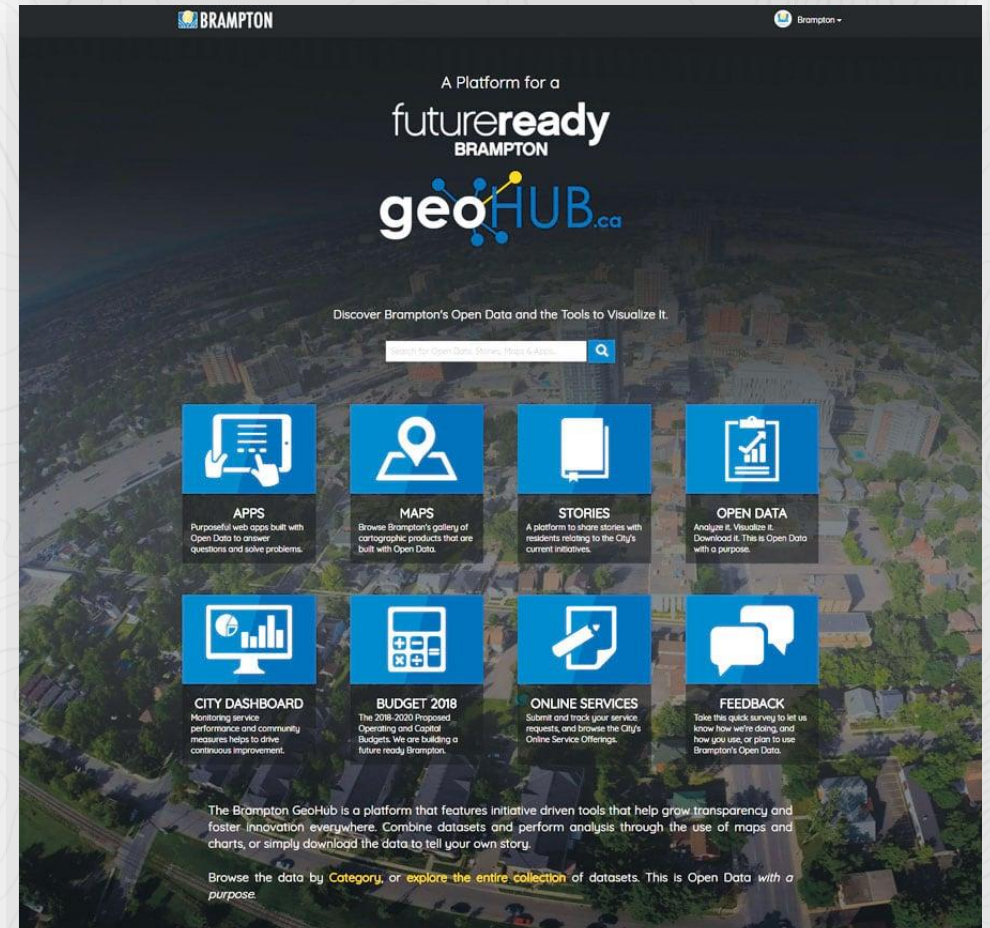 BRAMPTON
Brampton
A Platform for a
futureready
BRAMPTON
geoHUB.ca
Discover Brampton's Open Data and the Tools to Visualize It.
Search for Open Data, Stories, Maps & Apps
APPS
Purposeful web apps built with
Open Data to answer
questions and solve problems.
MAPS
Browse Brampton's gallery of
cartographic products that are
built with Open Data.
STORIES
A platform to share stories with
residents relating to the City's
current initiatives.
OPEN DATA
Analyze it. Visualize it.
Download it. This is Open Data
with a purpose.
CITY DASHBOARD
Monitoring service
performance and community
measures helps to drive
continuous improvement.
BUDGET 2018
The 2018-2020 Proposed
Operating and Capital
Budgets. We are building a
future ready Brampton.
ONLINE SERVICES
Submit and track your service
requests, and browse the City's
Online Service Offerings.
FEEDBACK
Take this quick survey to let us
know how we're doing, and
how you use, or plan to use
Brampton's Open Data.
The Brampton GeoHub is a platform that features initiative driven tools that help grow transparency and
foster innovation everywhere. Combine datasets and perform analysis through the use of maps and
charts, or simply download the data to tell your own story.
Browse the data by Category, or explore the entire collection of datasets. This is Open Data with a
purpose.